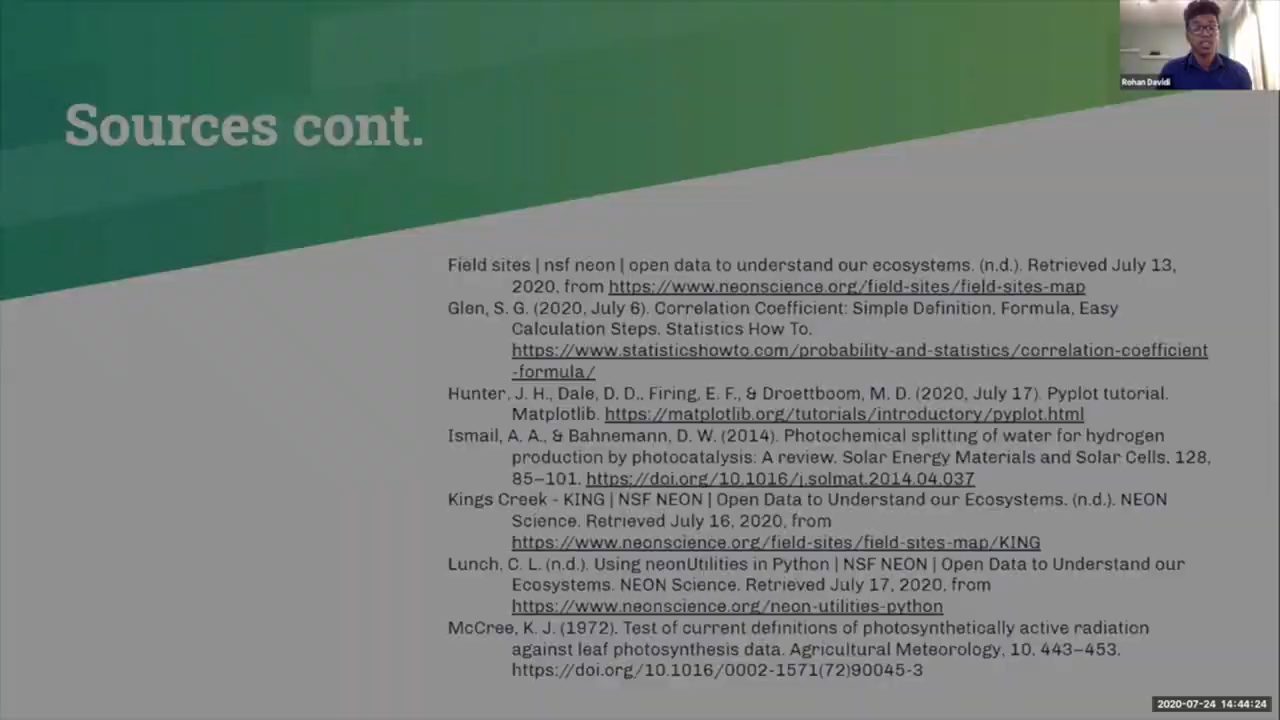 Rohan Davidi
Sources cont.
Field sites | nsf neon | open data to understand our ecosystems. (n.d.). Retrieved July 13,
2020, from https://www.neonscience.org/field-sites/field-sites-map
Glen, S. G. (2020, July 6). Correlation Coefficient: Simple Definition, Formula, Easy
Calculation Steps. Statistics How To.
https://www.statisticshowto.com/probability-and-statistics/correlation-coefficient
-formula/
Hunter, J. H., Dale, D. D., Firing, E. F., & Droettboom, M. D. (2020, July 17). Pyplot tutorial.
Matplotlib. https://matplotlib.org/tutorials/introductory/pyplot.html
Ismail, A. A., & Bahnemann, D. W. (2014). Photochemical splitting of water for hydrogen
production by photocatalysis: A review. Solar Energy Materials and Solar Cells, 128,
85–101. https://doi.org/10.1016/j.solmat.2014.04.037
Kings Creek - KING | NSF NEON | Open Data to Understand our Ecosystems. (n.d.). NEON
Science. Retrieved July 16, 2020, from
https://www.neonscience.org/field-sites/field-sites-map/KING
Lunch, C. L. (n.d.). Using neonUtilities in Python | NSF NEON | Open Data to Understand our
Ecosystems. NEON Science. Retrieved July 17, 2020, from
https://www.neonscience.org/neon-utilities-python
McCree, K. J. (1972). Test of current definitions of photosynthetically active radiation
against leaf photosynthesis data. Agricultural Meteorology, 10, 443–453.
https://doi.org/10.1016/0002-1571(72)90045-3
2020-07-24 14:44:24